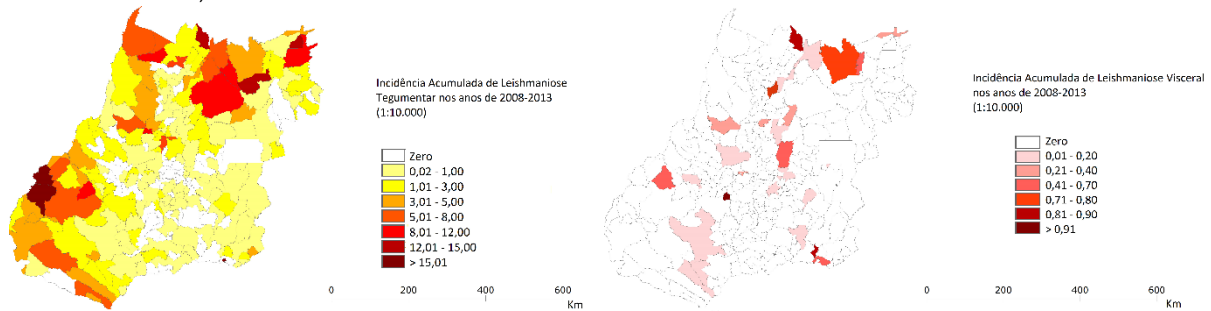 Incidência Acumulada de Leishmaniose
Tegumentar nos anos de 2008-2013
(1:10.000)
Zero
0,02 - 1,00
1,01 - 3,00
3,01 - 5,00
5,01 - 8,00
8,01 - 12,00
12,01 - 15,00
> 15,01
0 200 400 600
Km
Incidência Acumulada de Leishmaniose Visceral
nos anos de 2008-2013
(1:10.000)
Zero
0,01 - 0,20
0,21 - 0,40
0,41 - 0,70
0,71 - 0,80
0,81 - 0,90
> 0,91
0 200 400 600
Km